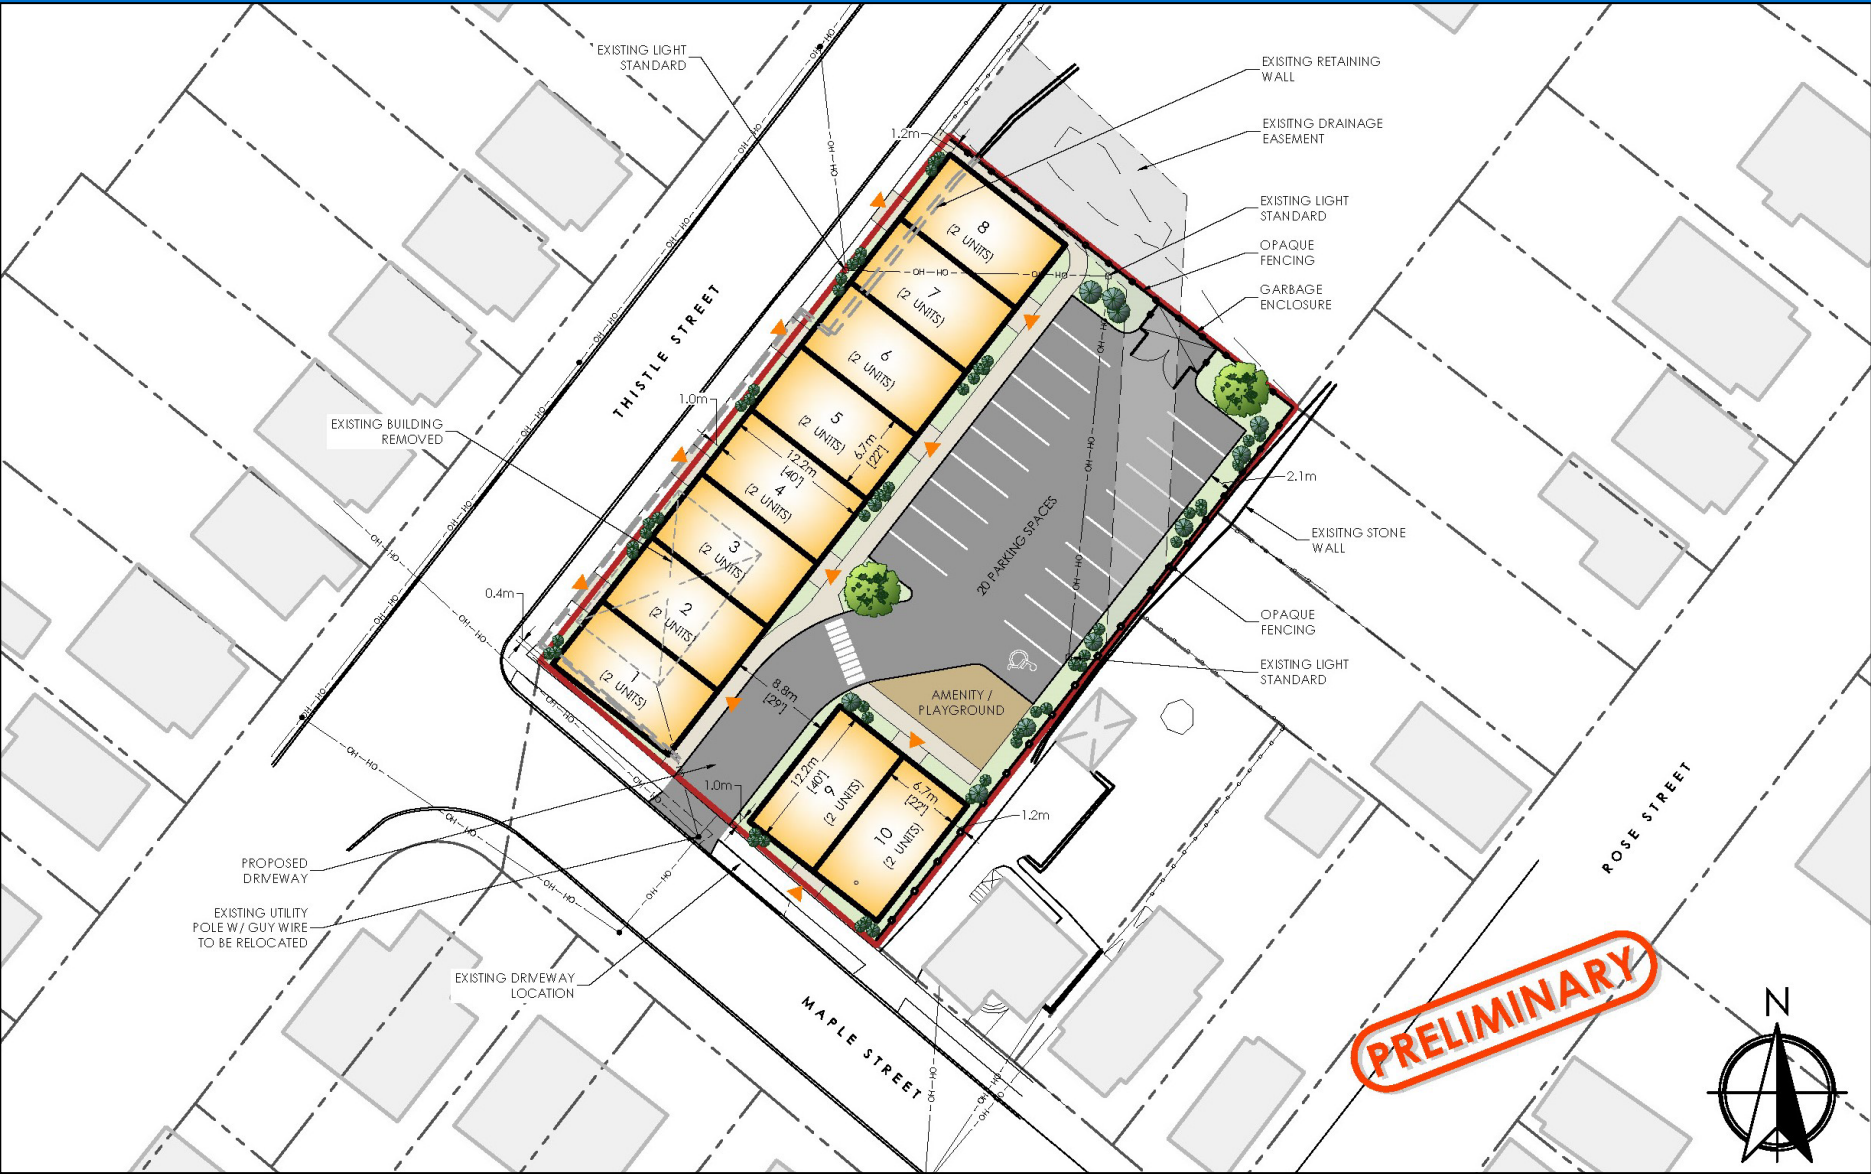 EXISTING LIGHT
STANDARD
EXISITNG RETAINING
WALL
EXISITNG DRAINAGE
EASEMENT
EXISTING LIGHT
STANDARD
OPAQUE
FENCING
GARBAGE
ENCLOSURE
1.2m
8
(2 UNITS)
7
(2 UNITS)
6
(2 UNITS)
5
(2 UNITS)
6.7m
[22']
12.2m
[40']
4
(2 UNITS)
3
(2 UNITS)
2
(2 UNITS)
1
(2 UNITS)
THISTLE STREET
1.0m
EXISTING BUILDING
REMOVED
0.4m
20 PARKING SPACES
2.1m
EXISITNG STONE
WALL
OPAQUE
FENCING
EXISTING LIGHT
STANDARD
AMENITY /
PLAYGROUND
8.8m
[29']
1.0m
12.2m
[40']
9
(2 UNITS)
6.7m
[22']
10
(2 UNITS)
1.2m
PROPOSED
DRIVEWAY
EXISTING UTILITY
POLE W/ GUY WIRE
TO BE RELOCATED
EXISTING DRIVEWAY
LOCATION
MAPLE STREET
ROSE STREET
PRELIMINARY
N